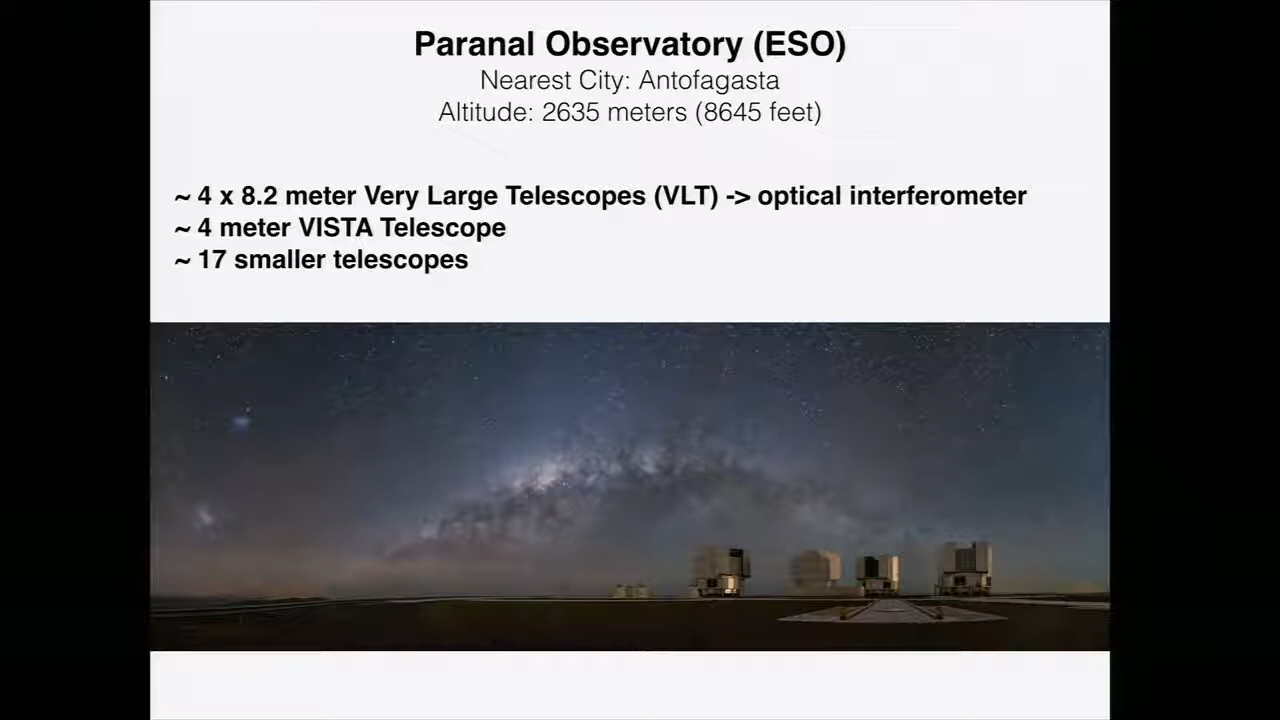 Paranal Observatory (ESO)
Nearest City: Antofagasta
Altitude: 2635 meters (8645 feet)
~ 4 x 8.2 meter Very Large Telescopes (VLT) -> optical interferometer
~ 4 meter VISTA Telescope
~ 17 smaller telescopes